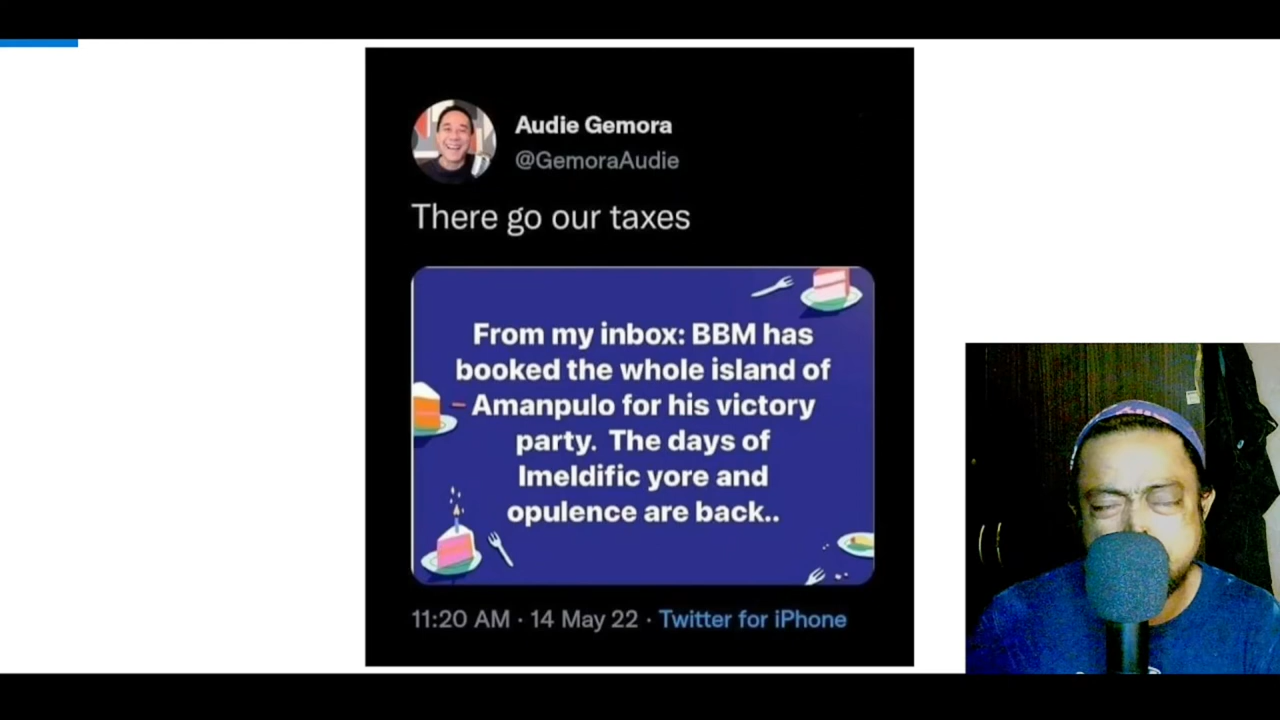 Audie Gemora
@GemoraAudie
There go our taxes
From my inbox: BBM has
booked the whole island of
Amanpulo for his victory
party. The days of
Imeldific yore and
opulence are back..
11:20 AM · 14 May 22 · Twitter for iPhone